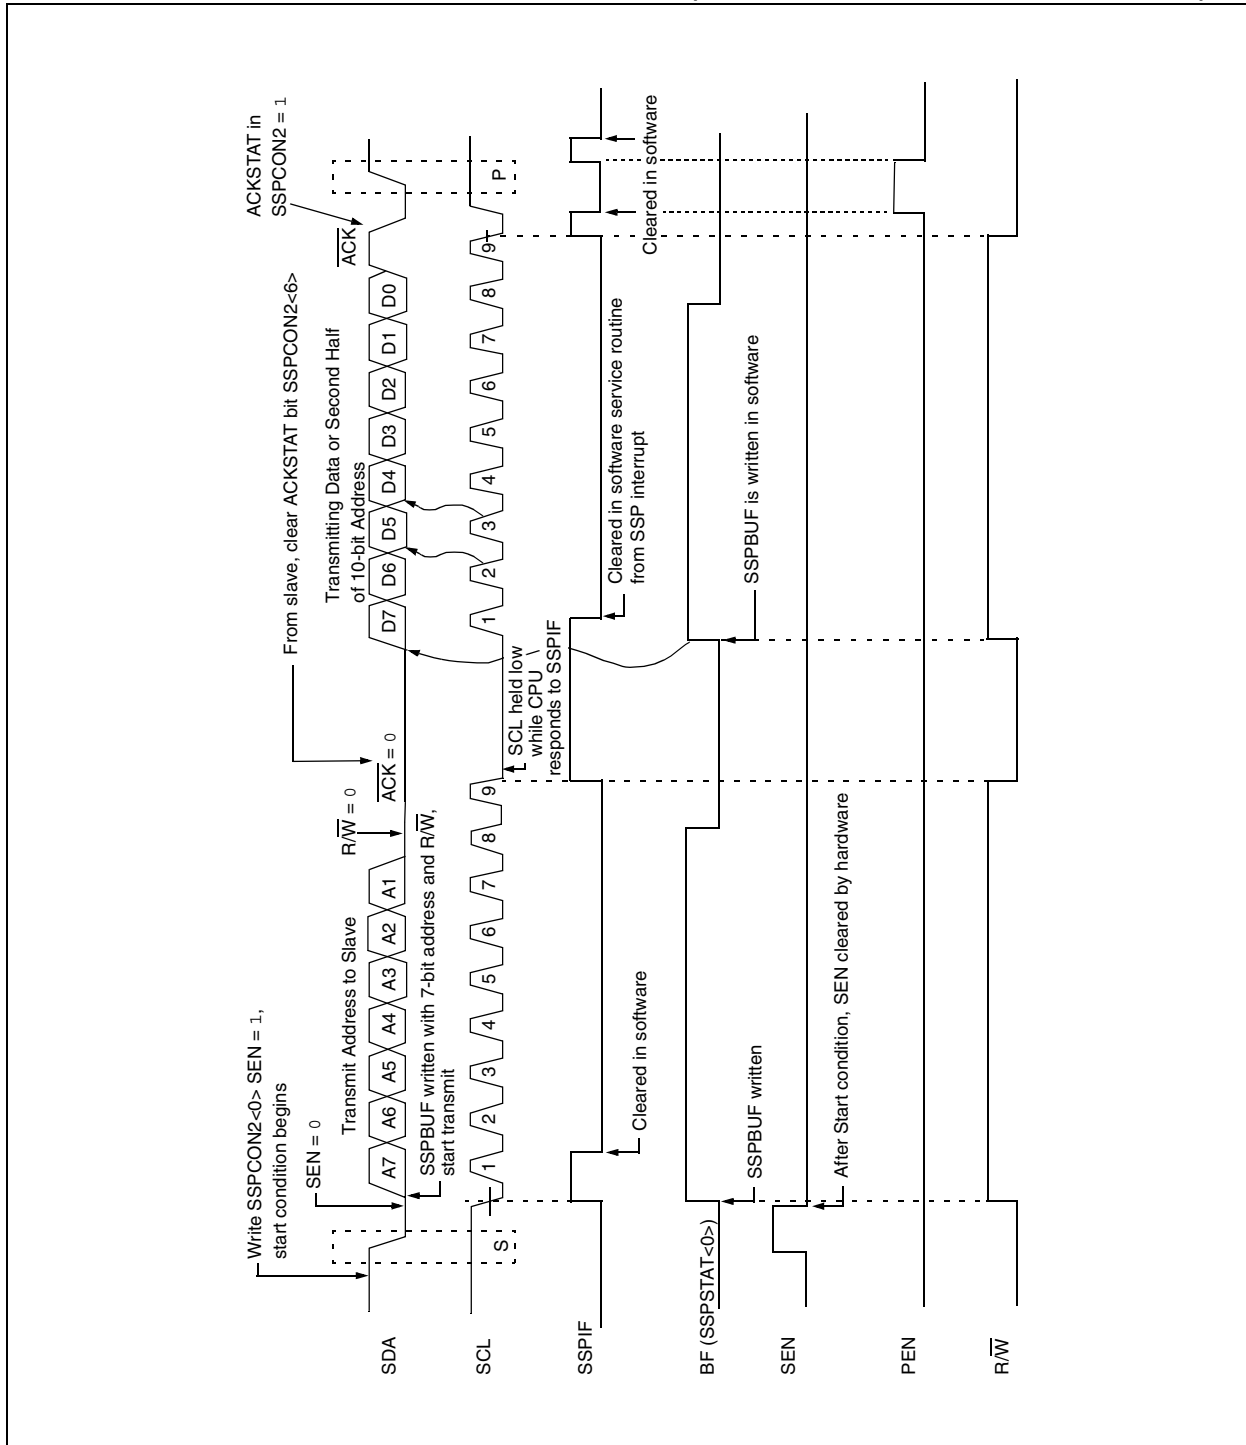 Write SSPCON2<0> SEN = 1,
start condition begins
SEN = 0
Transmit Address to Slave
R/W = 0
From slave, clear ACKSTAT bit SSPCON2<6>
ACK = 0
Transmitting Data or Second Half
of 10-bit Address
ACK
ACKSTAT in
SSPCON2 = 1
SDA
A7 A6 A5 A4 A3 A2 A1
D7 D6 D5 D4 D3 D2 D1 D0
SSPBUF written with 7-bit address and R/W,
start transmit
SCL
S
1 2 3 4 5 6 7 8 9
1 2 3 4 5 6 7 8 9
P
SCL held low
while CPU
responds to SSPIF
SSPIF
Cleared in software
Cleared in software service routine
from SSP interrupt
Cleared in software
BF (SSPSTAT<0>)
SSPBUF written
SSPBUF is written in software
SEN
After Start condition, SEN cleared by hardware
PEN
R/W